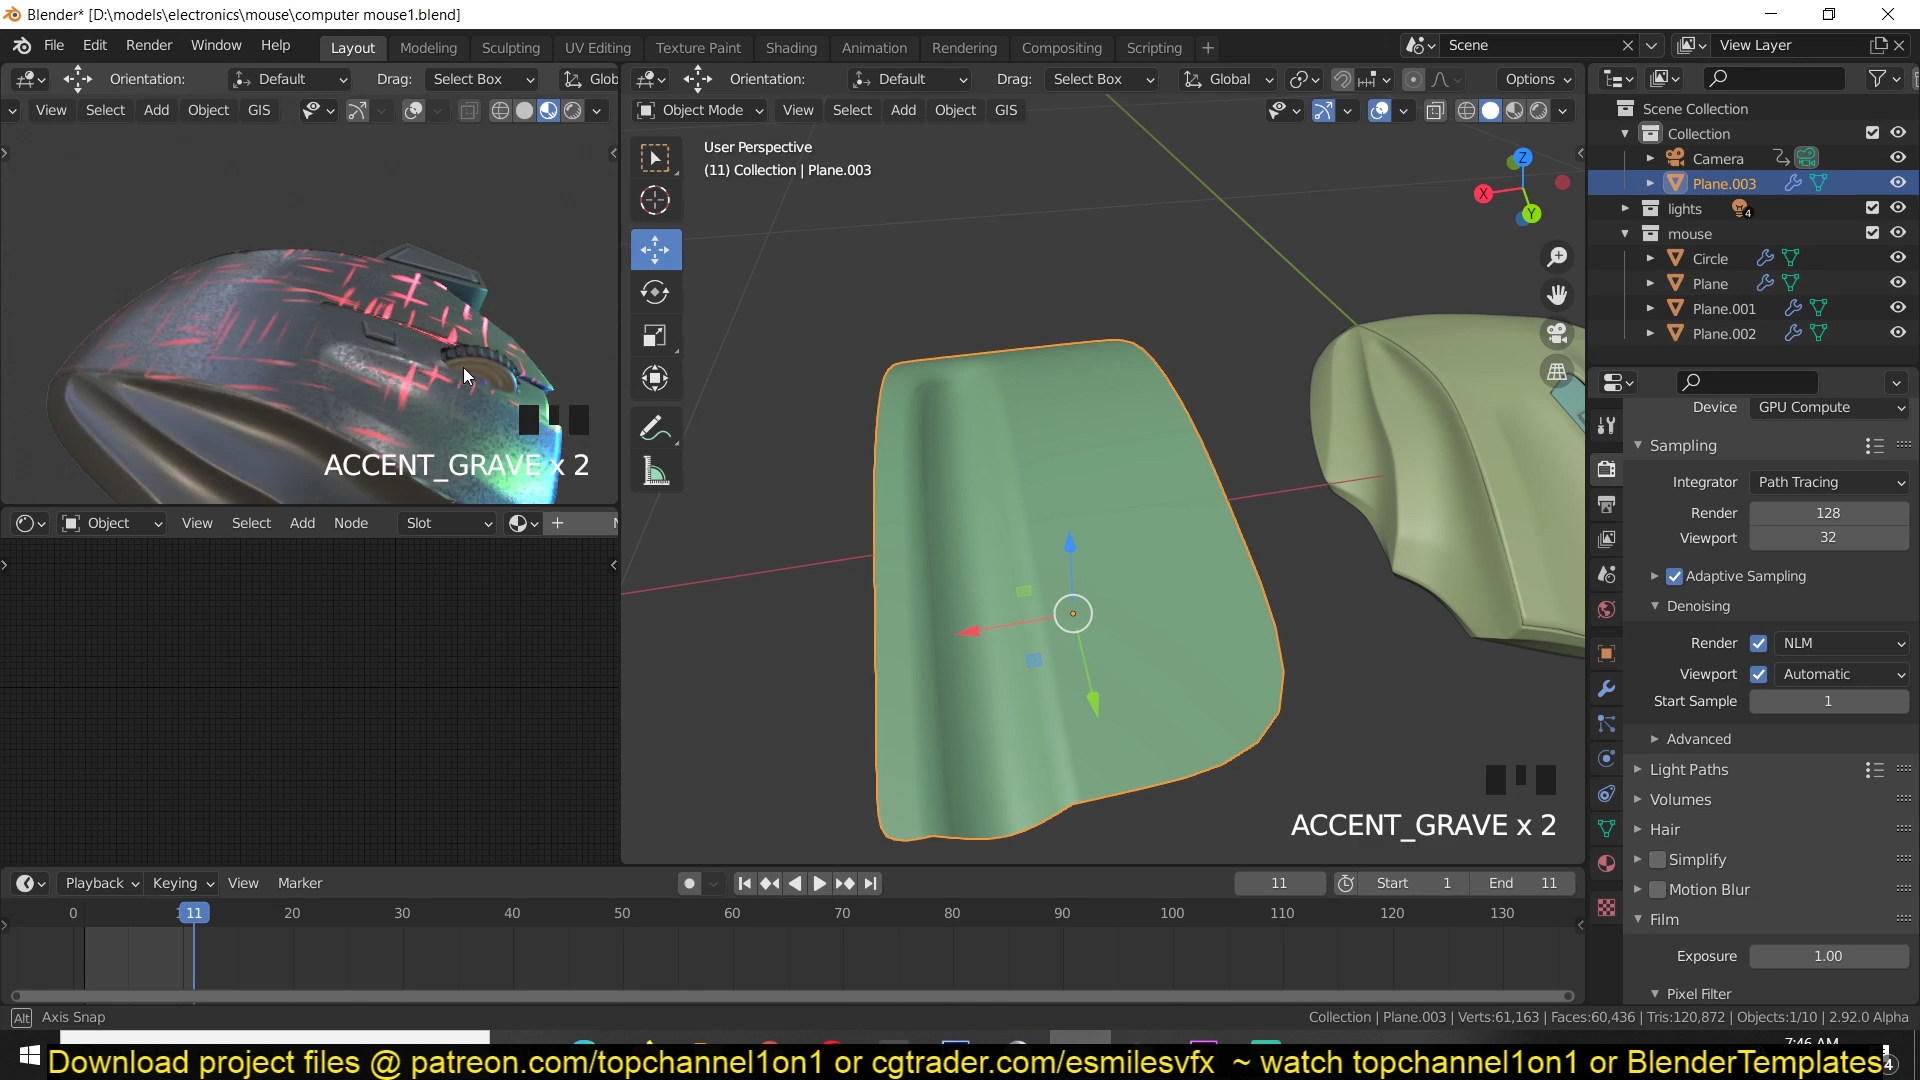 Blender* [D:\models\electronics\mouse\computer mouse1.blend]
File Edit Render Window Help
Layout Modeling Sculpting UV Editing Texture Paint Shading Animation Rendering Compositing Scripting +
Scene
View Layer
Orientation: Default Drag: Select Box Glob
Orientation: Default Drag: Select Box Global Options
View Select Add Object GIS
Object Mode View Select Add Object GIS
User Perspective
(11) Collection | Plane.003
Z
X
Y
Scene Collection
Collection
Camera
Plane.003
lights 4
mouse
Circle
Plane
Plane.001
Plane.002
Device GPU Compute
Sampling
Integrator Path Tracing
Render 128
Viewport 32
Adaptive Sampling
Denoising
Render NLM
Viewport Automatic
Start Sample 1
Advanced
Light Paths
Volumes
Hair
Simplify
Motion Blur
Film
Exposure 1.00
Pixel Filter
ACCENT_GRAVE x 2
ACCENT_GRAVE x 2
Object View Select Add Node Slot
Playback Keying View Marker
11 Start 1 End 11
0 11 20 30 40 50 60 70 80 90 100 110 120 130
Alt Axis Snap
Collection | Plane.003 | Verts:61,163 | Faces:60,436 | Tris:120,872 | Objects:1/10 | 2.92.0 Alpha
7:46 AM
Download project files @ patreon.com/topchannel1on1 or cgtrader.com/esmilesvfx ~ watch topchannel1on1 or BlenderTemplates
4